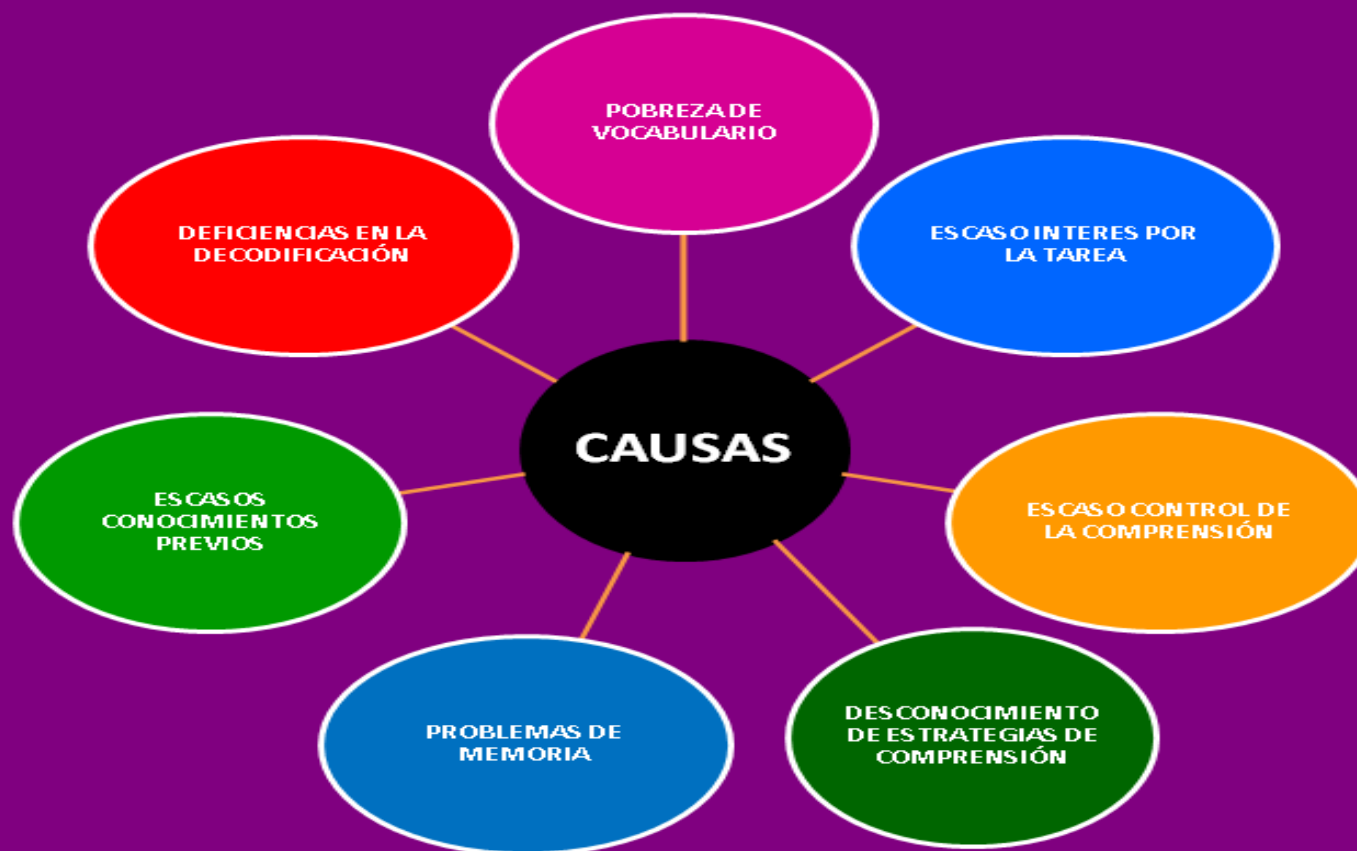 POBREZA DE
VOCABULARIO
DEFICIENCIAS EN LA
DECODIFICACIÓN
ESCASO INTERES POR
LA TAREA
CAUSAS
ESCASOS
CONOCIMIENTOS
PREVIOS
ESCASO CONTROL DE
LA COMPRENSIÓN
PROBLEMAS DE
MEMORIA
DESCONOCIMIENTO
DE ESTRATEGIAS DE
COMPRENSIÓN